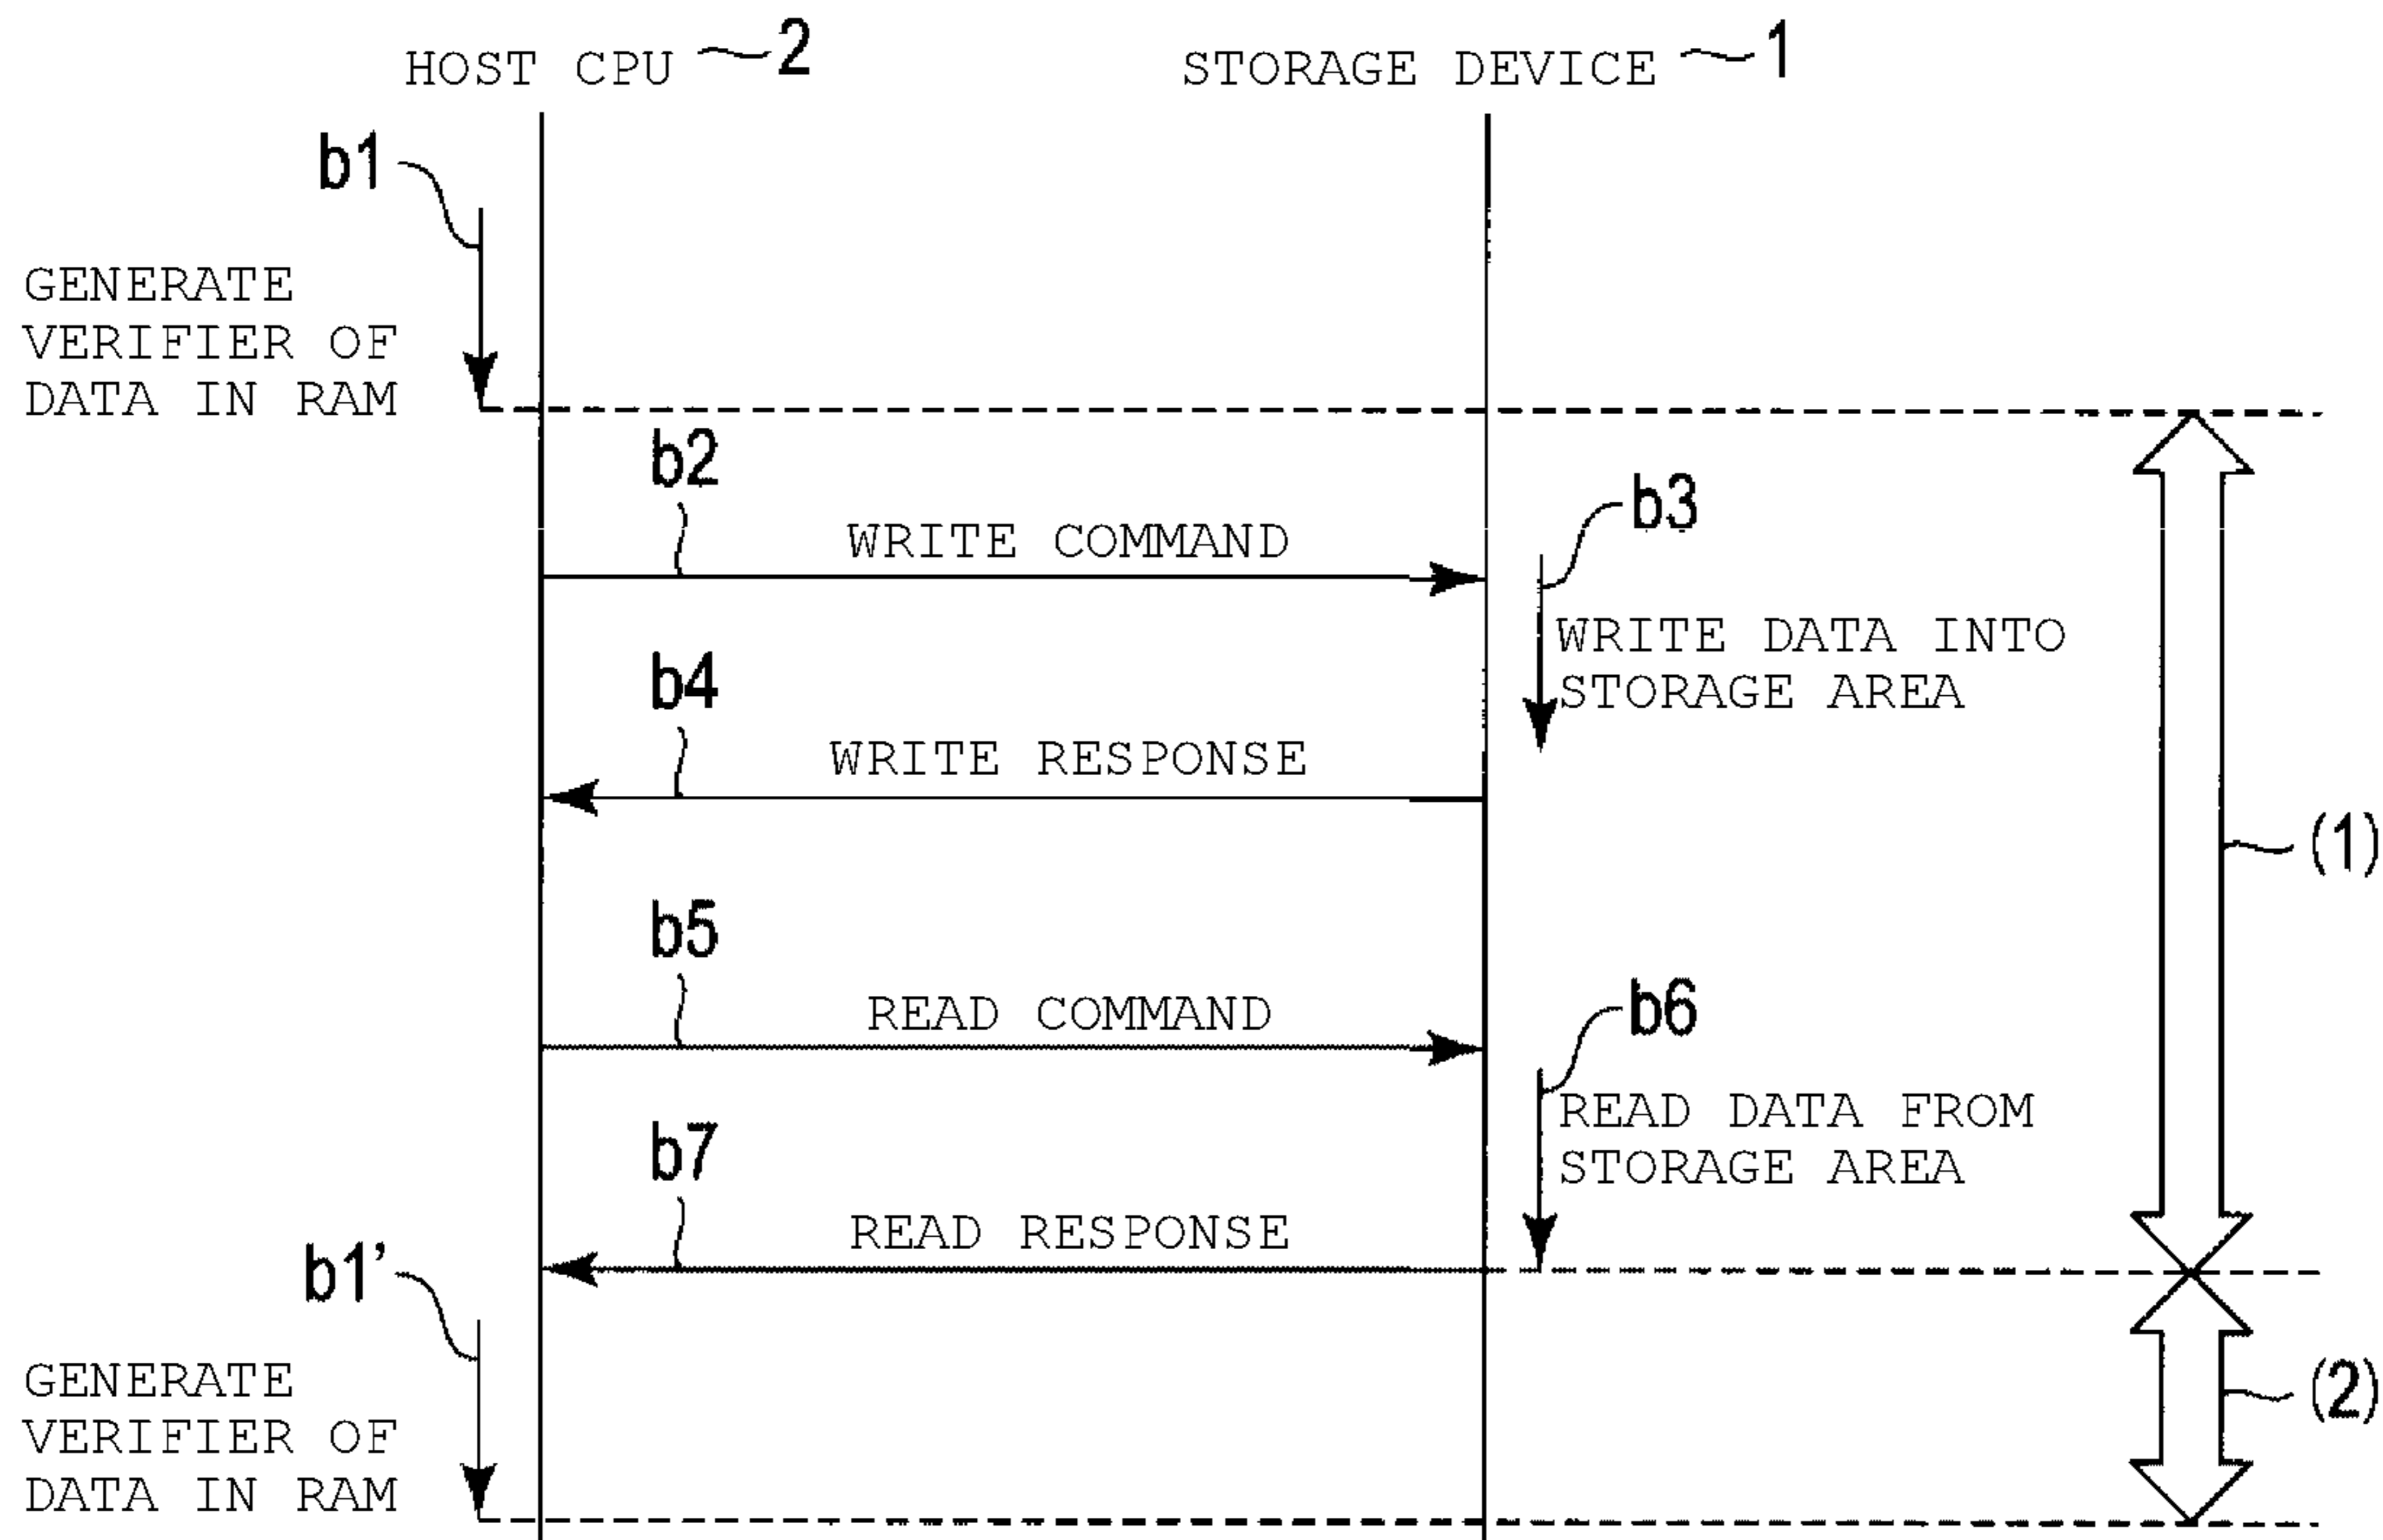 HOST CPU 2
STORAGE DEVICE 1
b1
GENERATE
VERIFIER OF
DATA IN RAM
b2
WRITE COMMAND
b3
WRITE DATA INTO
STORAGE AREA
b4
WRITE RESPONSE
(1)
b5
READ COMMAND
b6
READ DATA FROM
STORAGE AREA
b7
READ RESPONSE
b1’
GENERATE
VERIFIER OF
DATA IN RAM
(2)